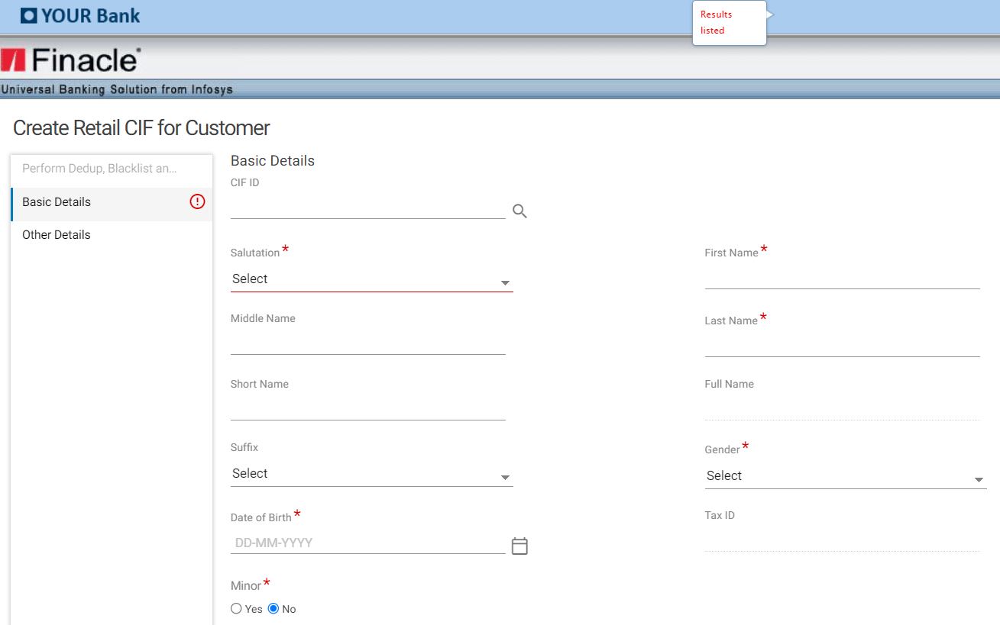 YOUR Bank
Results
listed
Finacle
Universal Banking Solution from Infosys
Create Retail CIF for Customer
Perform Dedup, Blacklist an...
Basic Details
Other Details
Basic Details
CIF ID
Salutation *
Select
First Name *
Middle Name
Last Name *
Short Name
Full Name
Suffix
Select
Gender *
Select
Date of Birth *
DD-MM-YYYY
Tax ID
Minor *
Yes No